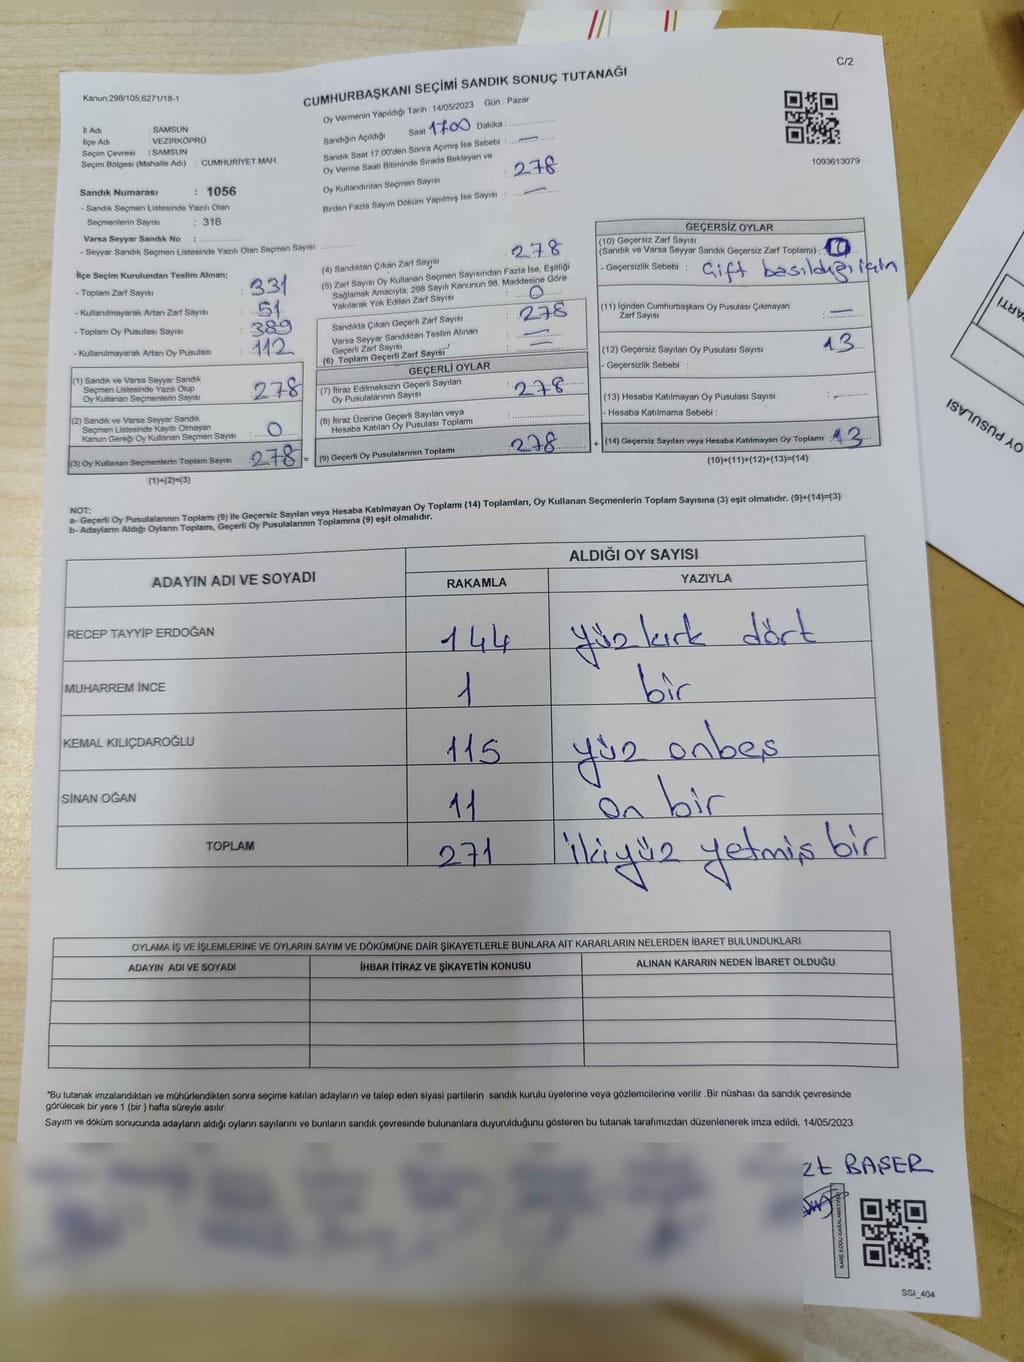 C/2
Kanun;298/105;6271/18-1
CUMHURBAŞKANI SEÇİMİ SANDIK SONUÇ TUTANAĞI
Oy Vermenin Yapıldığı Tarih : 14/05/2023 Gün : Pazar
İl Adı : SAMSUN
İlçe Adı : VEZİRKÖPRÜ
Seçim Çevresi : SAMSUN
Seçim Bölgesi (Mahalle Adı) : CUMHURİYET MAH.
Sandığın Açıldığı Saat 1700 Dakika :
Sandık Saat 17.00'den Sonra Açılmış İse Sebebi : —
Oy Verme Saati Bitiminde Sırada Bekleyen ve
Oy Kullandırılan Seçmen Sayısı : 278
Birden Fazla Sayım Döküm Yapılmış İse Sayısı : —
1093613079
Sandık Numarası : 1056
- Sandık Seçmen Listesinde Yazılı Olan
Seçmenlerin Sayısı : 316
Varsa Seyyar Sandık No :
- Seyyar Sandık Seçmen Listesinde Yazılı Olan Seçmen Sayısı:
İlçe Seçim Kurulundan Teslim Alınan;
- Toplam Zarf Sayısı : 331
- Kullanılmayarak Artan Zarf Sayısı : 51
- Toplam Oy Pusulası Sayısı : 389
- Kullanılmayarak Artan Oy Pusulası : 112
(1) Sandık ve Varsa Seyyar Sandık
Seçmen Listesinde Yazılı Olup
Oy Kullanan Seçmenlerin Sayısı : 278
(2) Sandık ve Varsa Seyyar Sandık
Seçmen Listesinde Kayıtlı Olmayan
Kanun Gereği Oy Kullanan Seçmen Sayısı : 0
(3) Oy Kullanan Seçmenlerin Toplam Sayısı : 278
(1)+(2)=(3)
(4) Sandıktan Çıkan Zarf Sayısı : 278
(5) Zarf Sayısı Oy Kullanan Seçmen Sayısından Fazla İse, Eşitliği
Sağlamak Amacıyla; 298 Sayılı Kanunun 98. Maddesine Göre
Yakılarak Yok Edilen Zarf Sayısı : 0
Sandıkta Çıkan Geçerli Zarf Sayısı : 278
Varsa Seyyar Sandıktan Teslim Alınan
Geçerli Zarf Sayısı : —
(6) Toplam Geçerli Zarf Sayısı : —
GEÇERLİ OYLAR
(7) İtiraz Edilmeksizin Geçerli Sayılan
Oy Pusulalarının Sayısı : 278
(8) İtiraz Üzerine Geçerli Sayılan veya
Hesaba Katılan Oy Pusulası Toplamı :
(9) Geçerli Oy Pusulalarının Toplamı : 278
=
+
GEÇERSİZ OYLAR
(10) Geçersiz Zarf Sayısı
(Sandık ve Varsa Seyyar Sandık Geçersiz Zarf Toplamı) :
- Geçersizlik Sebebi : Çift basıldığı için
(11) İçinden Cumhurbaşkanı Oy Pusulası Çıkmayan
Zarf Sayısı : —
(12) Geçersiz Sayılan Oy Pusulası Sayısı : 13
- Geçersizlik Sebebi :
(13) Hesaba Katılmayan Oy Pusulası Sayısı :
- Hesaba Katılmama Sebebi :
(14) Geçersiz Sayılan veya Hesaba Katılmayan Oy Toplamı : 13
(10)+(11)+(12)+(13)=(14)
NOT:
a- Geçerli Oy Pusulalarının Toplamı (9) ile Geçersiz Sayılan veya Hesaba Katılmayan Oy Toplamı (14) Toplamları, Oy Kullanan Seçmenlerin Toplam Sayısına (3) eşit olmalıdır. (9)+(14)=(3)
b- Adayların Aldığı Oyların Toplamı, Geçerli Oy Pusulalarının Toplamına (9) eşit olmalıdır.
ADAYIN ADI VE SOYADI
ALDIĞI OY SAYISI
RAKAMLA YAZIYLA
RECEP TAYYİP ERDOĞAN 144 yüz kırk dört
MUHARREM İNCE 1 bir
KEMAL KILIÇDAROĞLU 115 yüz onbeş
SİNAN OĞAN 11 on bir
TOPLAM 271 ikiyüz yetmiş bir
OYLAMA İŞ VE İŞLEMLERİNE VE OYLARIN SAYIM VE DÖKÜMÜNE DAİR ŞİKAYETLERLE BUNLARA AİT KARARLARIN NELERDEN İBARET BULUNDUKLARI
ADAYIN ADI VE SOYADI İHBAR İTİRAZ VE ŞİKAYETİN KONUSU ALINAN KARARIN NEDEN İBARET OLDUĞU
*Bu tutanak imzalandıktan ve mühürlendikten sonra seçime katılan adayların ve talep eden siyasi partilerin sandık kurulu üyelerine veya gözlemcilerine verilir .Bir nüshası da sandık çevresinde
görülecek bir yere 1 (bir ) hafta süreyle asılır.
Sayım ve döküm sonucunda adayların aldığı oyların sayılarını ve bunların sandık çevresinde bulunanlara duyurulduğunu gösteren bu tutanak tarafımızdan düzenlenerek imza edildi. 14/05/2023
zt BAŞER
KARE KODU KARALAMAYINIZ
SSI_404
OY PUSULASI